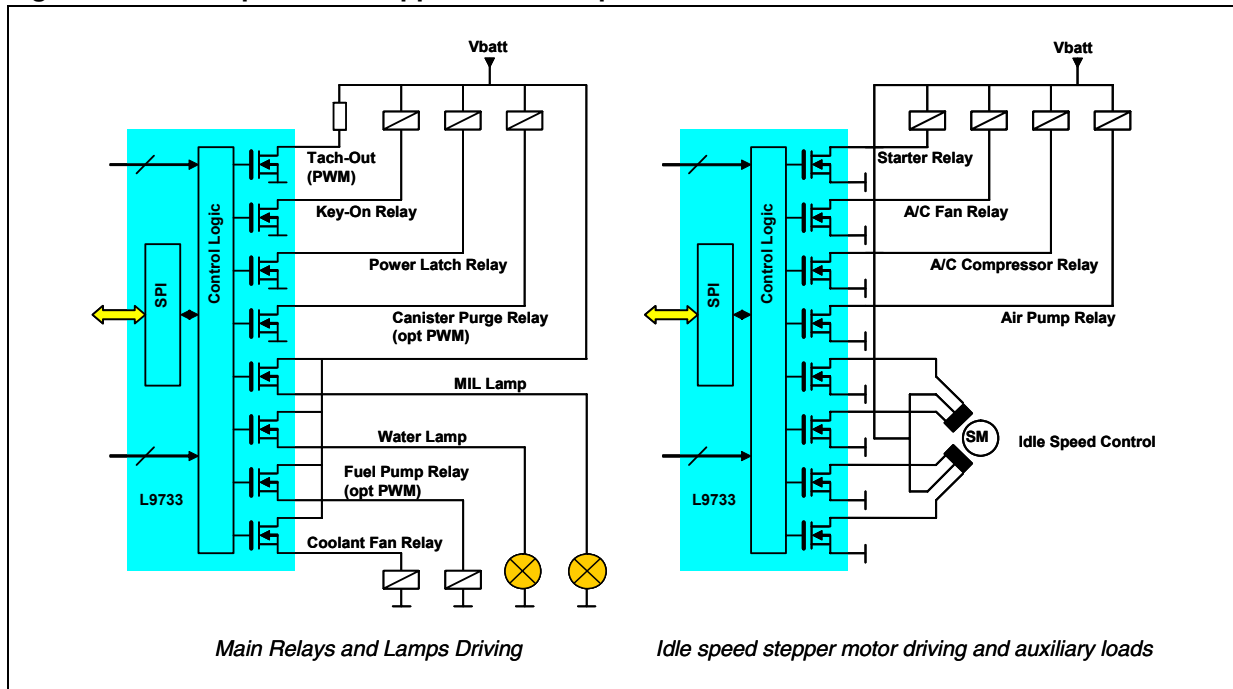 Vbatt
Tach-Out
(PWM)
Key-On Relay
Power Latch Relay
Canister Purge Relay
(opt PWM)
MIL Lamp
Water Lamp
Fuel Pump Relay
(opt PWM)
Coolant Fan Relay
Control Logic
SPI
L9733
Main Relays and Lamps Driving
Vbatt
Starter Relay
A/C Fan Relay
A/C Compressor Relay
Air Pump Relay
SM
Idle Speed Control
Control Logic
SPI
L9733
Idle speed stepper motor driving and auxiliary loads